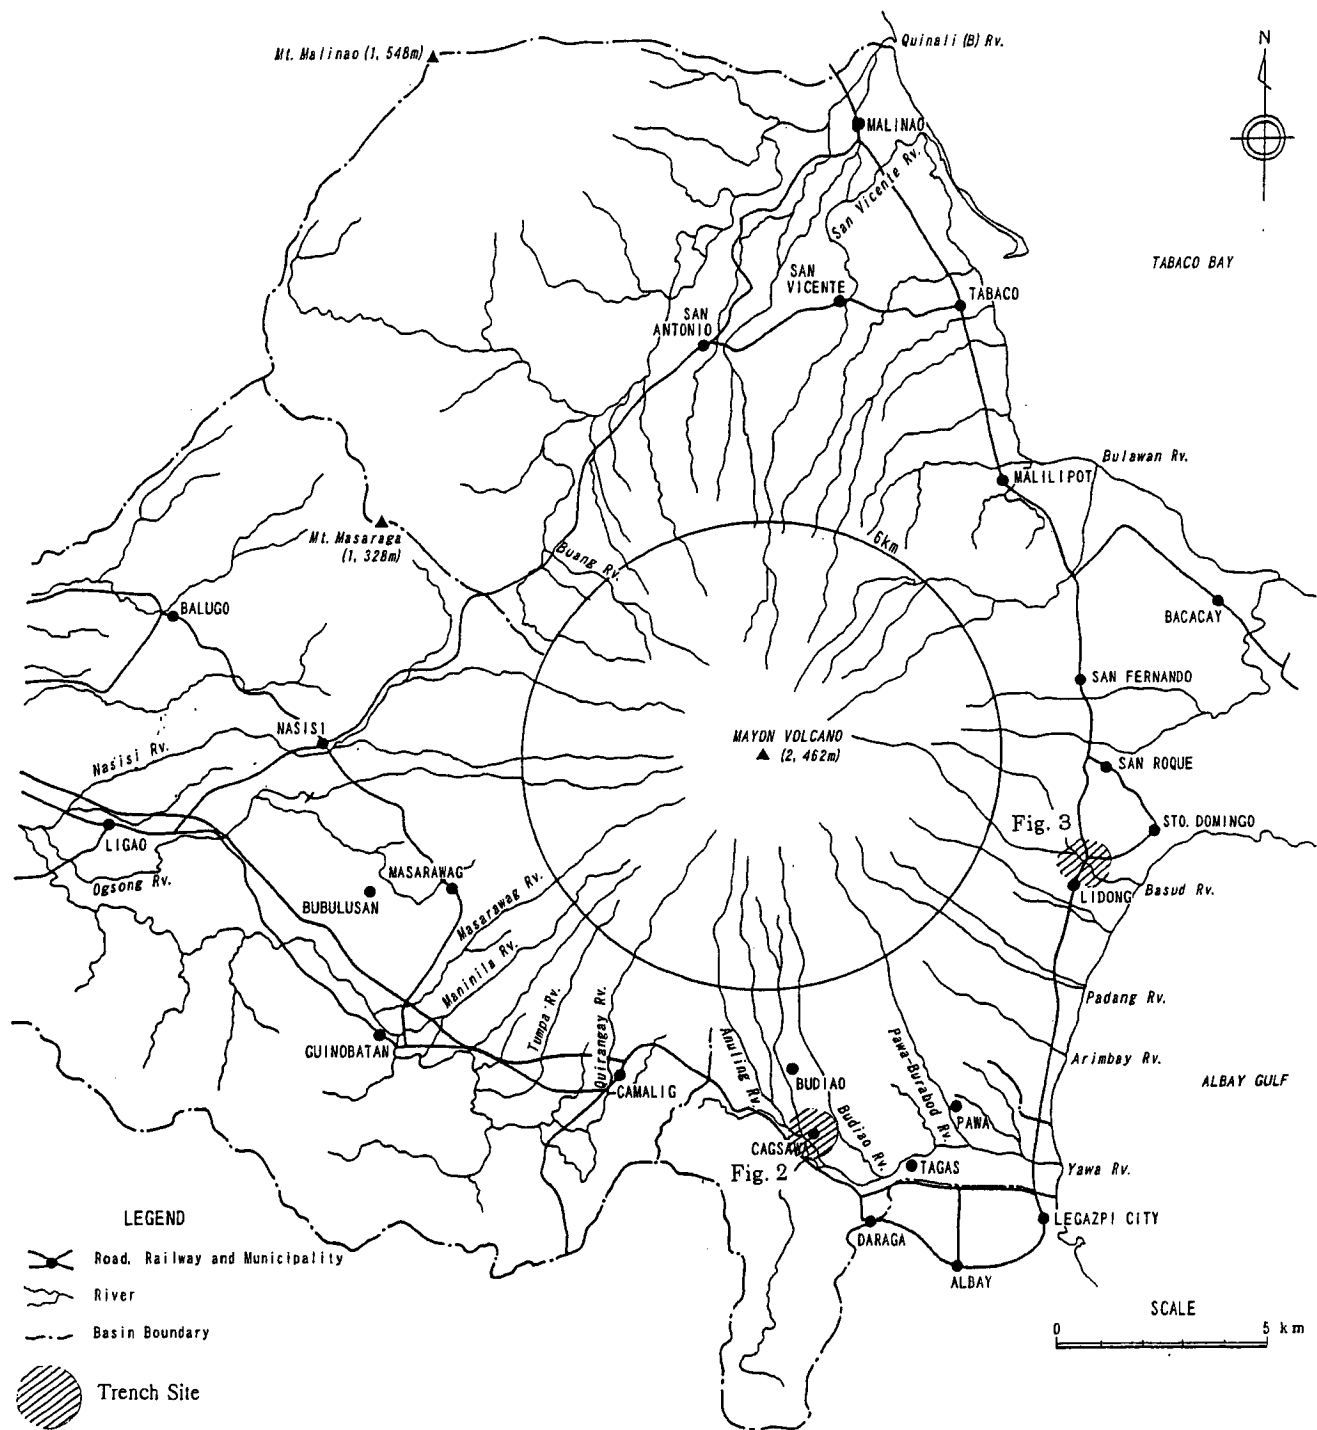 Mt. Malinao (1, 548m)
Quinali (B) Rv.
N
MALINAO
San Vicente Rv.
TABACO BAY
SAN
VICENTE
TABACO
SAN
ANTONIO
Bulawan Rv.
MALILIPOT
Mt. Masaraga
(1, 328m)
Buang Rv.
6km
BALUGO
BACACAY
SAN FERNANDO
NASISI
Nasisi Rv.
MAYON VOLCANO
(2, 462m)
SAN ROQUE
Fig. 3
STO. DOMINGO
LIGAO
Ogsong Rv.
MASARAWAG
BUBULUSAN
Masarawag Rv.
LIDONG
Basud Rv.
Maninila Rv.
Tumpa Rv.
Quirangay Rv.
Padang Rv.
GUINOBATAN
Anuling Rv.
Pawa-Burabod Rv.
Arimbay Rv.
CAMALIG
BUDIAO
ALBAY GULF
PAWA
Budiao Rv.
CAGSAWA
Fig. 2
TAGAS
Yawa Rv.
LEGAZPI CITY
DARAGA
ALBAY
LEGEND
Road, Railway and Municipality
River
Basin Boundary
Trench Site
SCALE
0 5 km